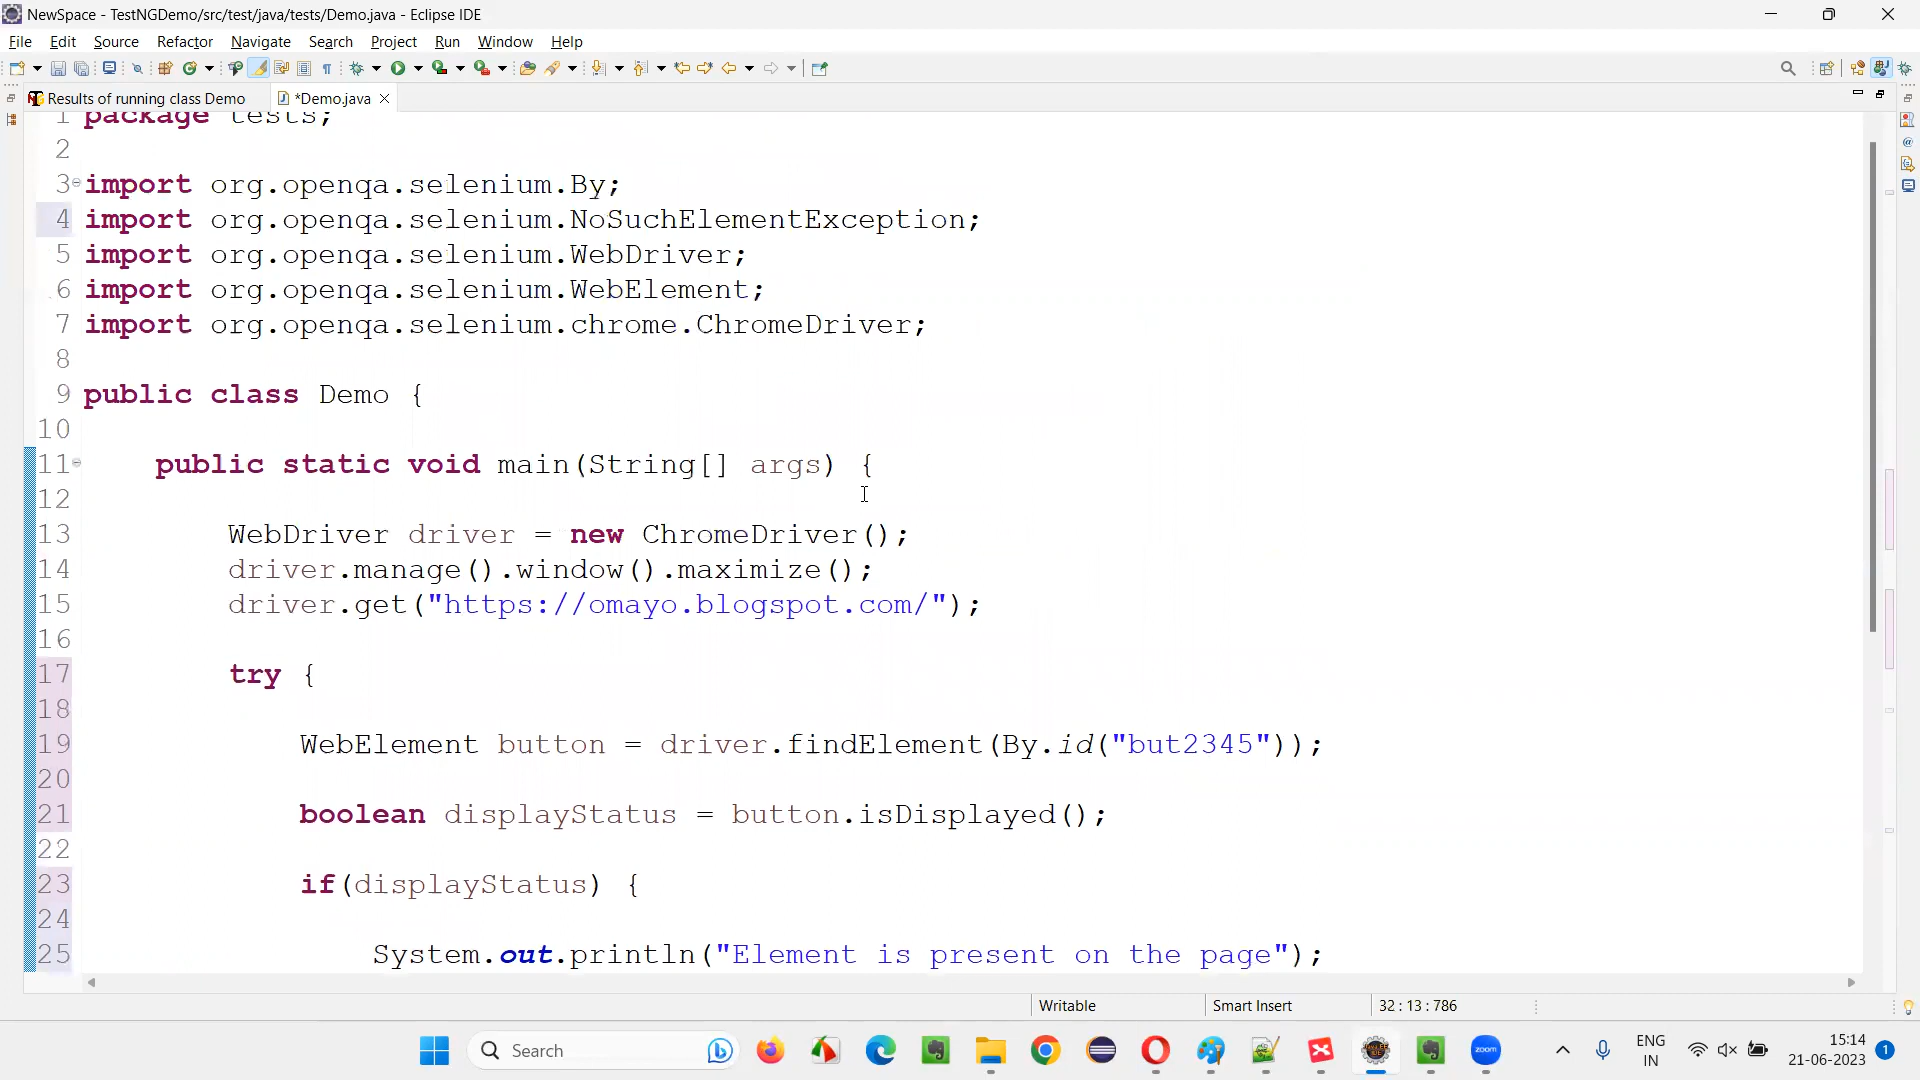 NewSpace - TestNGDemo/src/test/java/tests/Demo.java - Eclipse IDE
File Edit Source Refactor Navigate Search Project Run Window Help
Results of running class Demo *Demo.java
1 package tests;
2
3 import org.openqa.selenium.By;
4 import org.openqa.selenium.NoSuchElementException;
5 import org.openqa.selenium.WebDriver;
6 import org.openqa.selenium.WebElement;
7 import org.openqa.selenium.chrome.ChromeDriver;
8
9 public class Demo {
10
11 public static void main(String[] args) {
12
13 WebDriver driver = new ChromeDriver();
14 driver.manage().window().maximize();
15 driver.get("https://omayo.blogspot.com/");
16
17 try {
18
19 WebElement button = driver.findElement(By.id("but2345"));
20
21 boolean displayStatus = button.isDisplayed();
22
23 if(displayStatus) {
24
25 System.out.println("Element is present on the page");
Writable Smart Insert 32 : 13 : 786
Search
zoom
ENG
IN
15:14
21-06-2023
1